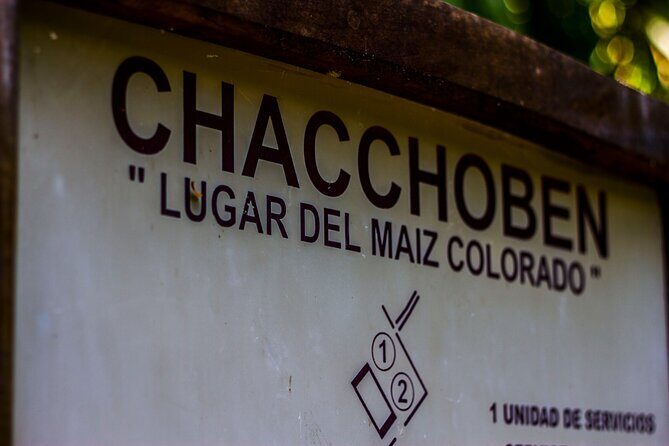 CHACCHOBEN
" LUGAR DEL MAIZ COLORADO "
1
2
1 UNIDAD DE SERVICIOS